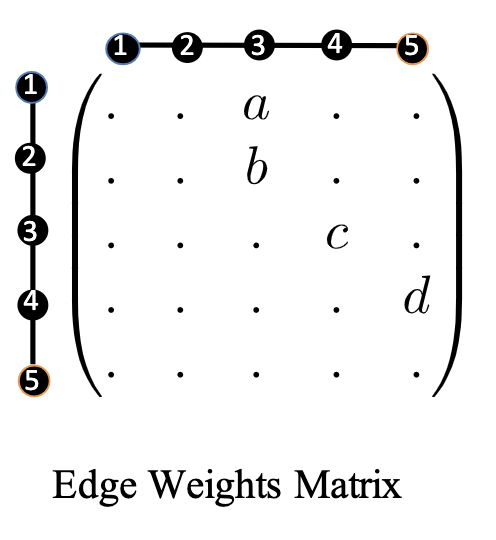 1 2 3 4 5
1 . . a . .
2 . . b . .
3 . . . c .
4 . . . . d
5 . . . . .
Edge Weights Matrix